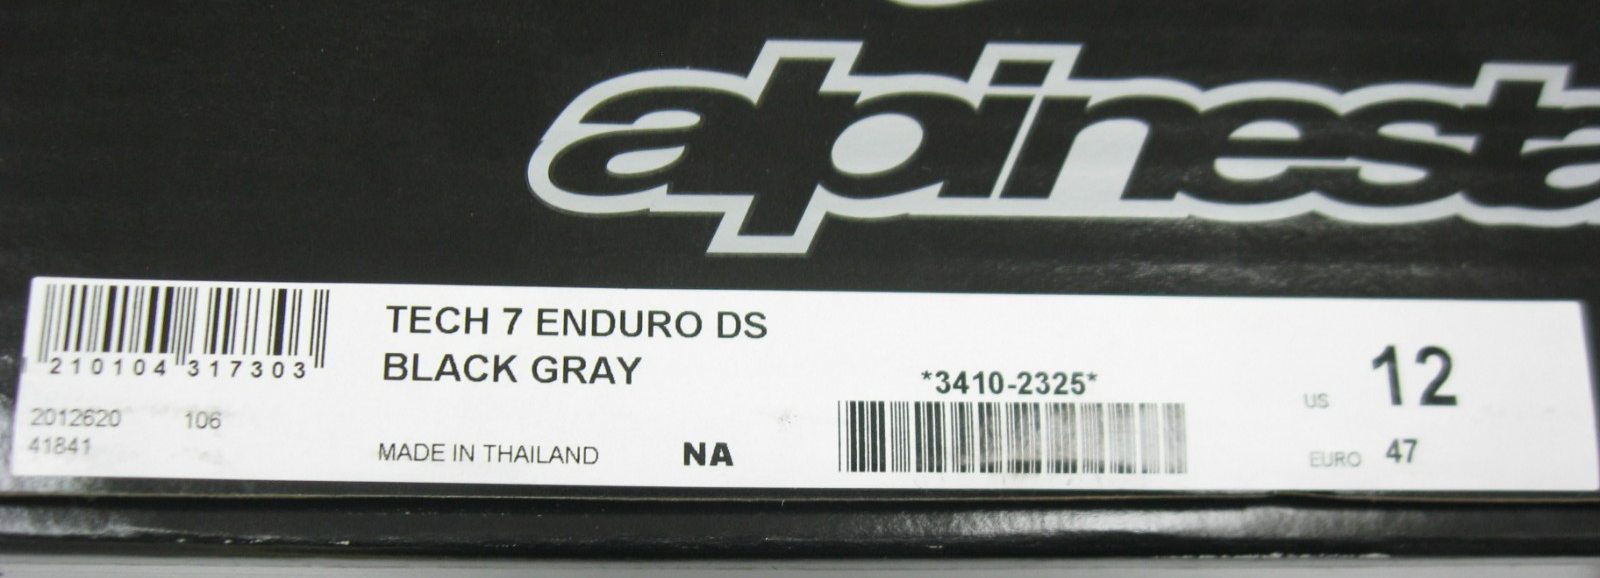 alpinesta
TECH 7 ENDURO DS
BLACK GRAY
210104 317303
2012620 106
41841
MADE IN THAILAND NA
*3410-2325*
US 12
EURO 47